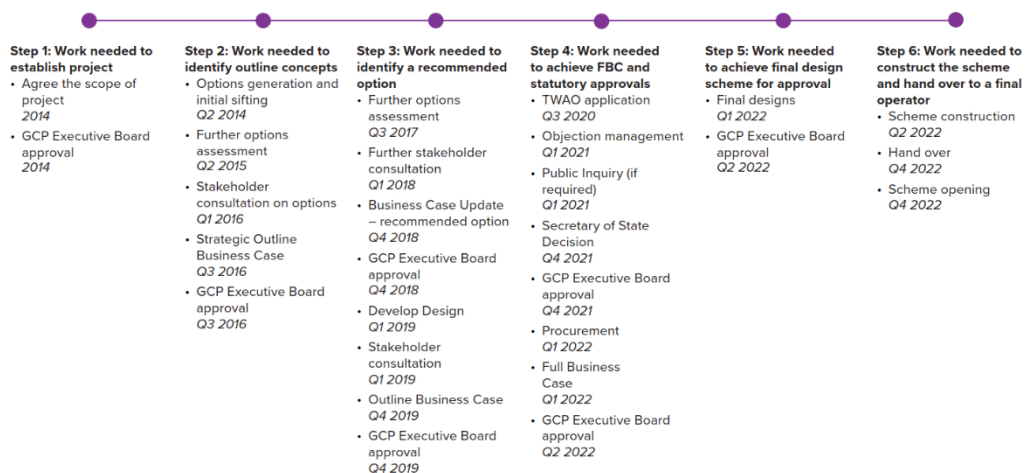 Step 1: Work needed to
establish project
• Agree the scope of
project
2014
• GCP Executive Board
approval
2014
Step 2: Work needed to
identify outline concepts
• Options generation and
initial sifting
Q2 2014
• Further options
assessment
Q2 2015
• Stakeholder
consultation on options
Q1 2016
• Strategic Outline
Business Case
Q3 2016
• GCP Executive Board
approval
Q3 2016
Step 3: Work needed to
identify a recommended
option
• Further options
assessment
Q3 2017
• Further stakeholder
consultation
Q1 2018
• Business Case Update
– recommended option
Q4 2018
• GCP Executive Board
approval
Q4 2018
• Develop Design
Q1 2019
• Stakeholder
consultation
Q1 2019
• Outline Business Case
Q4 2019
• GCP Executive Board
approval
Q4 2019
Step 4: Work needed
to achieve FBC and
statutory approvals
• TWAO application
Q3 2020
• Objection management
Q1 2021
• Public Inquiry (if
required)
Q1 2021
• Secretary of State
Decision
Q4 2021
• GCP Executive Board
approval
Q4 2021
• Procurement
Q1 2022
• Full Business
Case
Q1 2022
• GCP Executive Board
approval
Q2 2022
Step 5: Work needed
to achieve final design
scheme for approval
• Final designs
Q1 2022
• GCP Executive Board
approval
Q2 2022
Step 6: Work needed to
construct the scheme
and hand over to a final
operator
• Scheme construction
Q2 2022
• Hand over
Q4 2022
• Scheme opening
Q4 2022